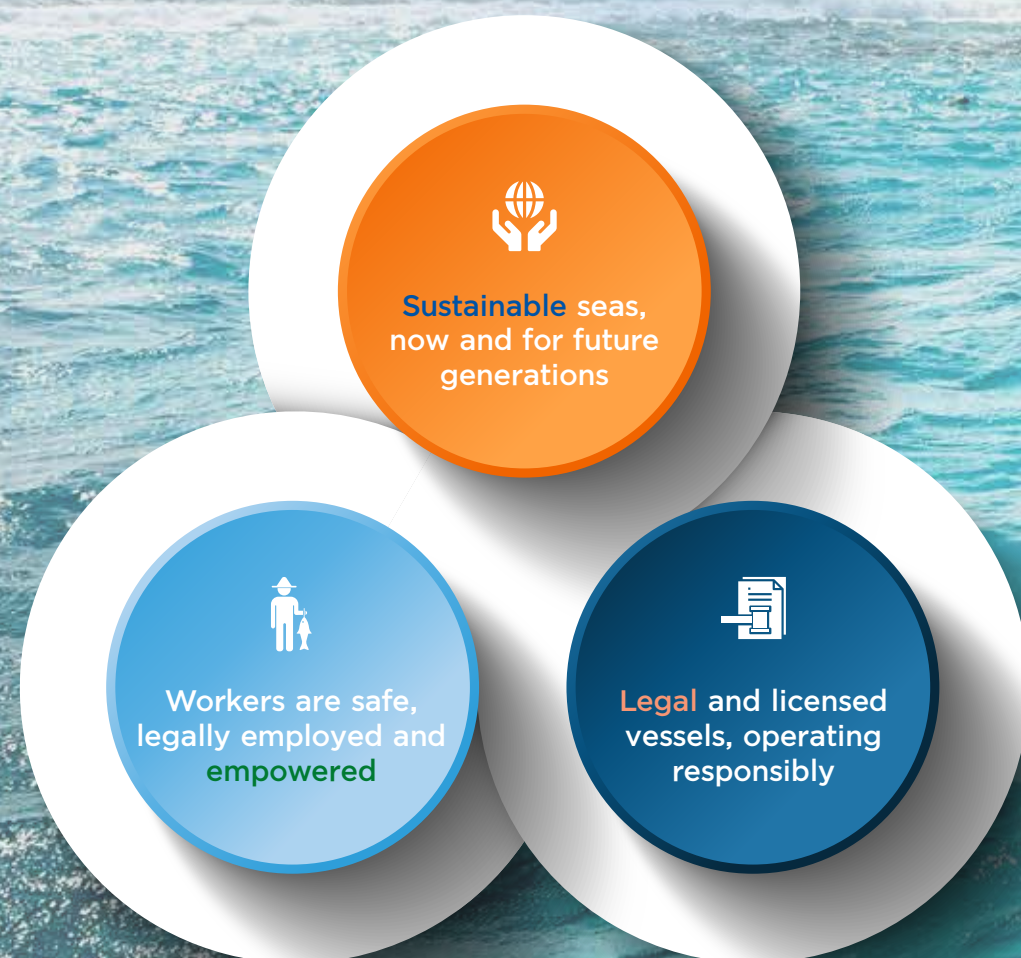 Sustainable seas,
now and for future
generations
Workers are safe,
legally employed and
empowered
Legal and licensed
vessels, operating
responsibly